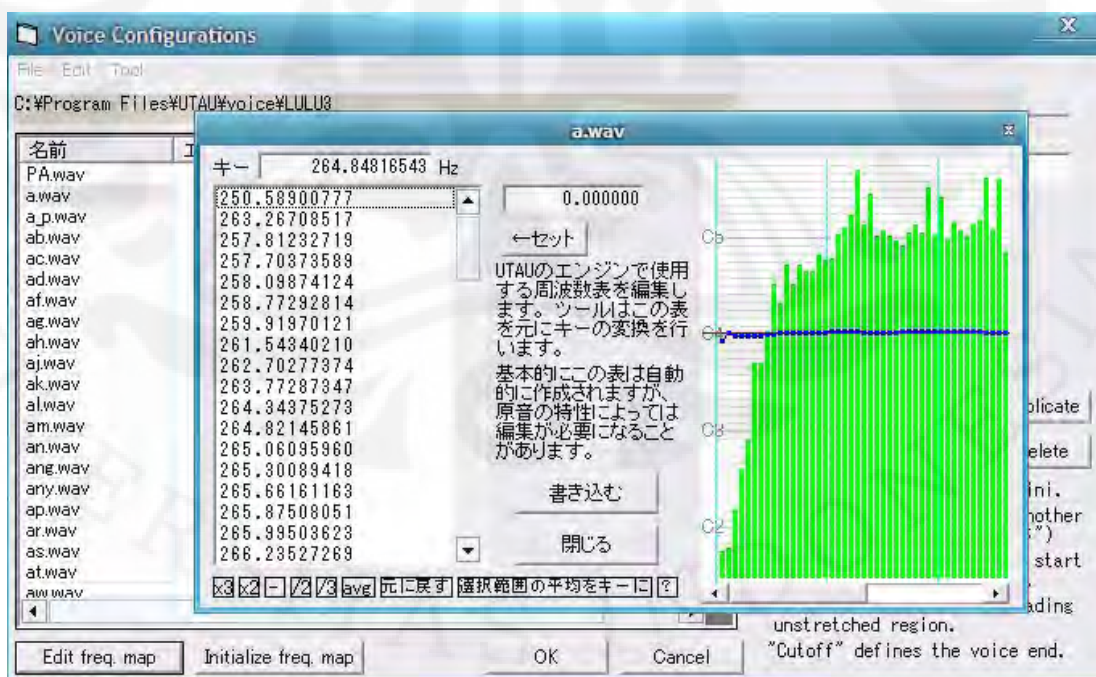 Voice Configurations
File Edit Tool
C:¥Program Files¥UTAU¥voice¥LULU3
名前
PA.wav
a.wav
a_p.wav
ab.wav
ac.wav
ad.wav
af.wav
ag.wav
ah.wav
aj.wav
ak.wav
al.wav
am.wav
an.wav
ang.wav
any.wav
ap.wav
ar.wav
as.wav
at.wav
aw.wav
a.wav
キー 264.84816543 Hz
250.58900777
263.26708517
257.81232719
257.70373589
258.09874124
258.77292814
259.91970121
261.54340210
262.70277374
263.77287347
264.34375273
264.82145861
265.06095960
265.30089418
265.66161163
265.87508051
265.99503623
266.23527269
0.000000
←セット
UTAUのエンジンで使用
する周波数表を編集し
ます。ツールはこの表
を元にキーの変換を行
います。
基本的にこの表は自動
的に作成されますが、
原音の特性によっては
編集が必要になること
があります。
書き込む
閉じる
x3 x2 - /2 /3 avg 元に戻す 選択範囲の平均をキーに ?
C5
C4
C3
C2
plicate
elete
ini.
nother
start
ading
unstretched region.
"Cutoff" defines the voice end.
Edit freq. map
Initialize freq. map
OK
Cancel